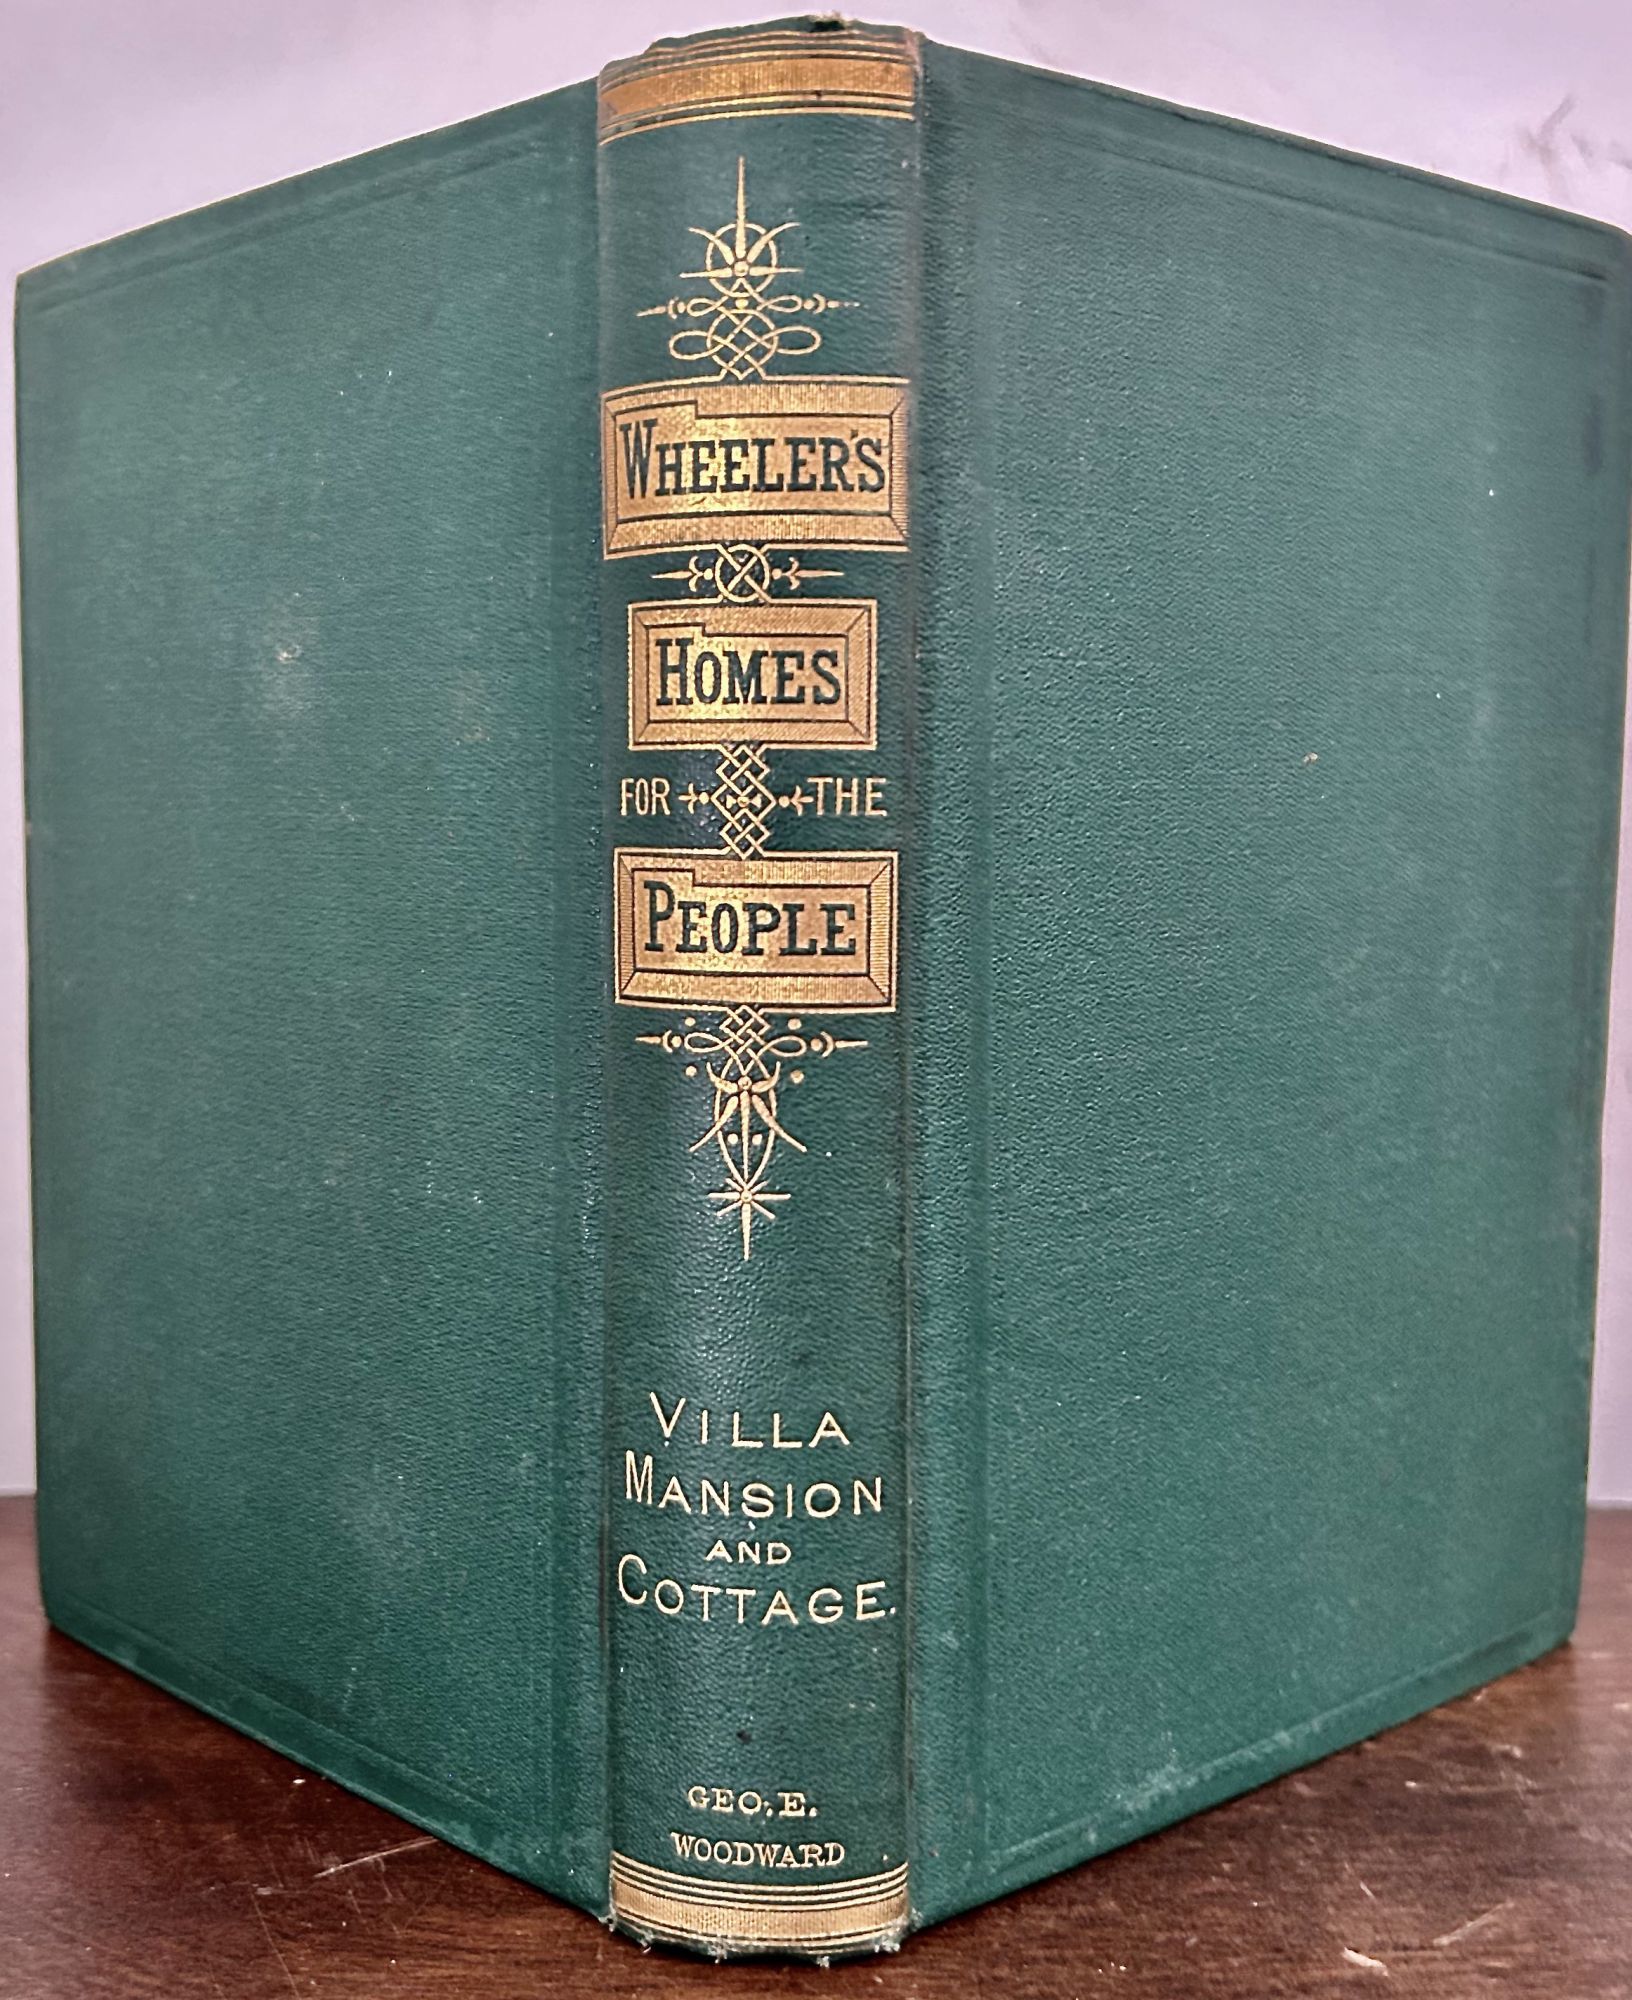 WHEELER'S
HOMES
FOR THE
PEOPLE
VILLA
MANSION
AND
COTTAGE.
GEO. E.
WOODWARD